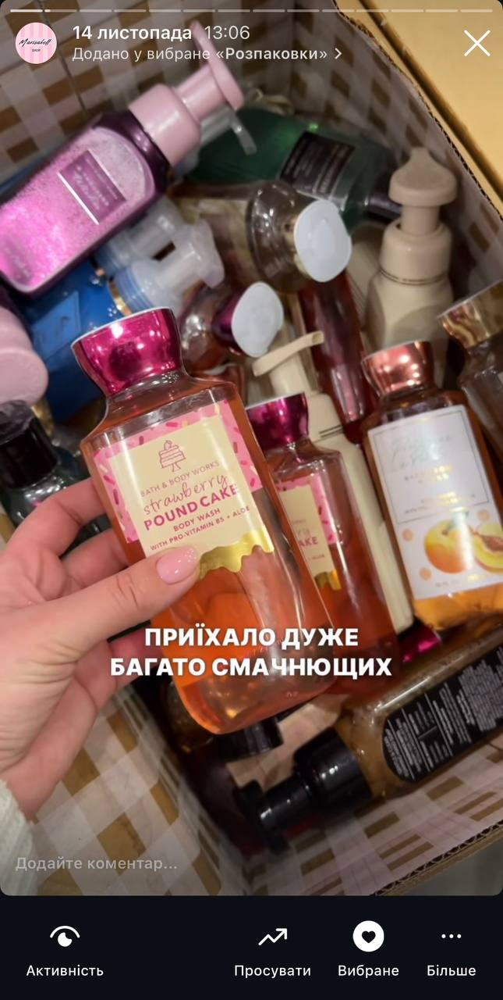 14 листопада 13:06
Додано у вибране «Розпаковки» >
BATH & BODY WORKS
strawberry
POUND CAKE
BODY WASH
WITH PRO-VITAMIN B5 + ALOE
AKE
ПРИЇХАЛО ДУЖЕ
БАГАТО СМАЧНЮЩИХ
Додайте коментар...
Активність
Просувати
Вибране
Більше